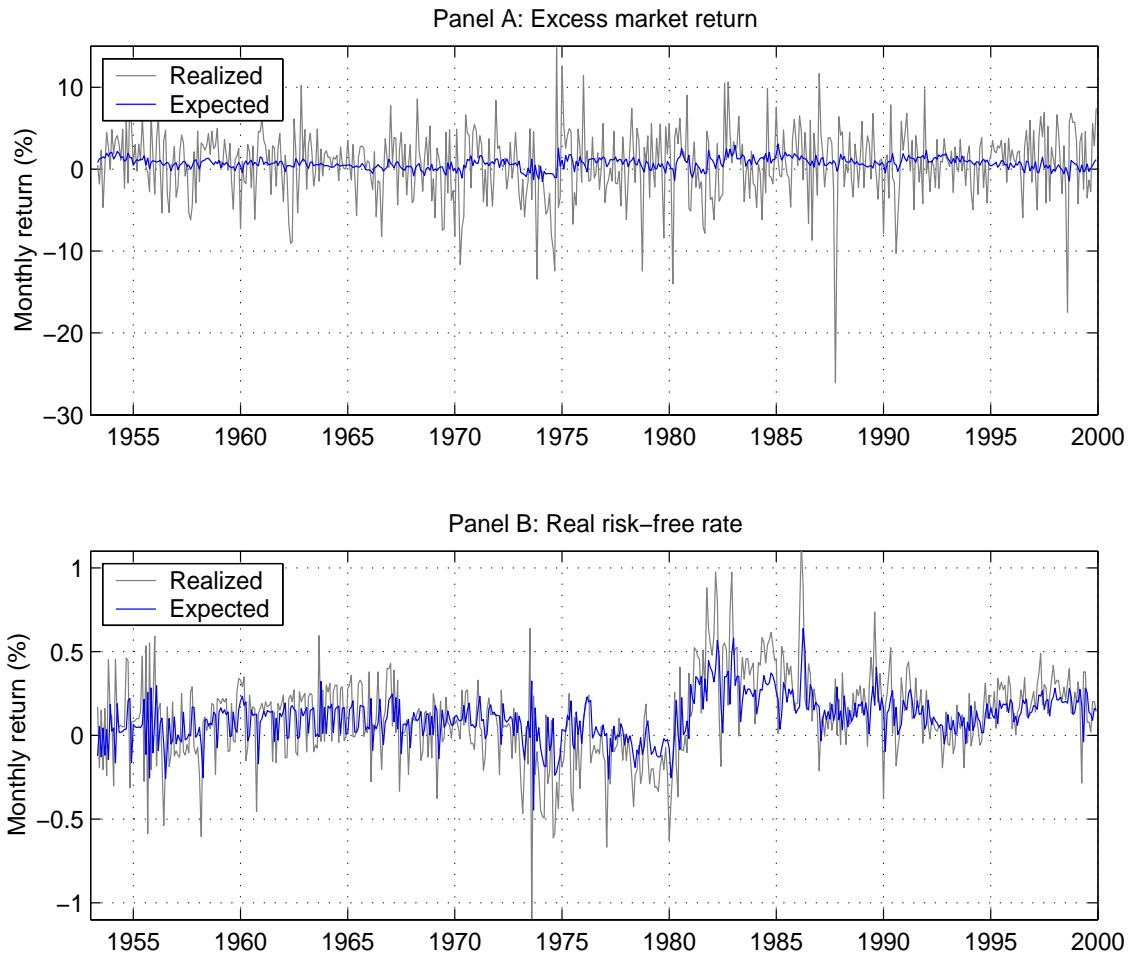 Panel A: Excess market return
Realized
Expected
Monthly return (%)
10
0
−10
−20
−30
1955 1960 1965 1970 1975 1980 1985 1990 1995 2000
Panel B: Real risk−free rate
Realized
Expected
Monthly return (%)
1
0.5
0
−0.5
−1
1955 1960 1965 1970 1975 1980 1985 1990 1995 2000